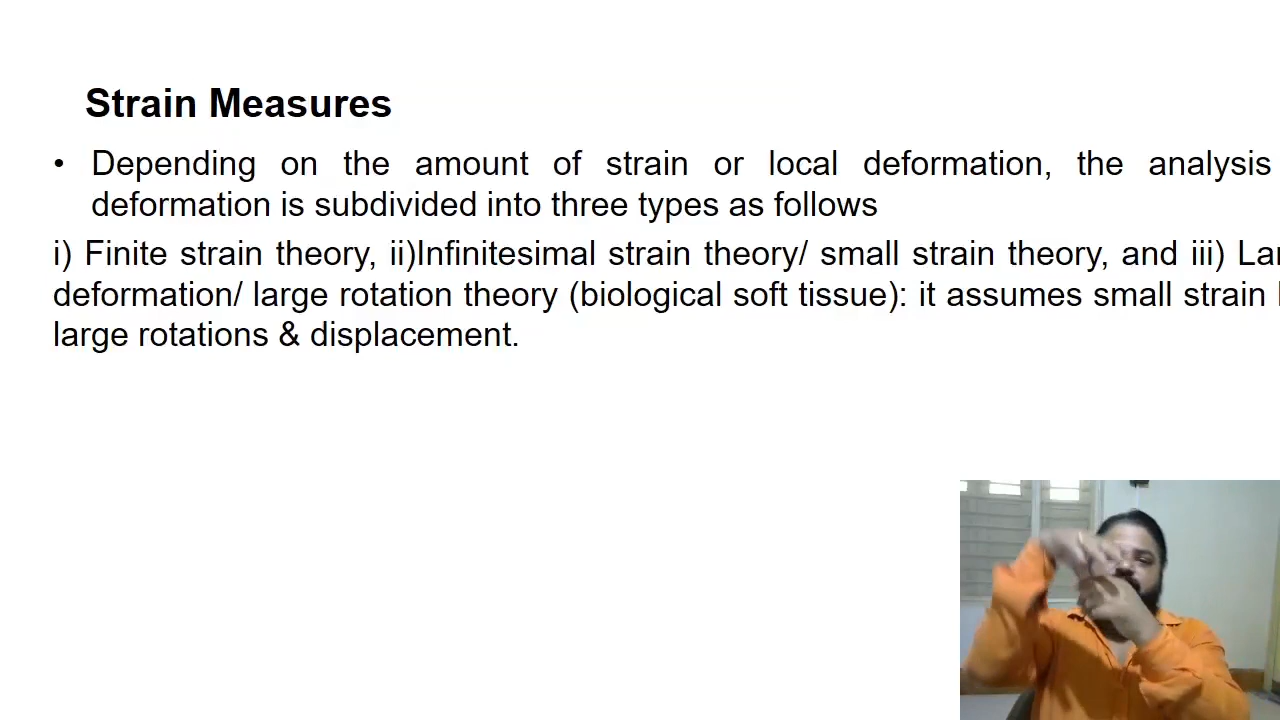 Strain Measures
• Depending on the amount of strain or local deformation, the analysis
deformation is subdivided into three types as follows
i) Finite strain theory, ii)Infinitesimal strain theory/ small strain theory, and iii)
deformation/ large rotation theory (biological soft tissue): it assumes small strain
large rotations & displacement.